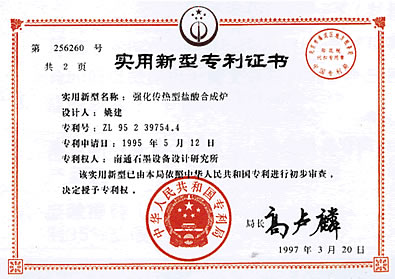 第 256260 号
共 2 页
实用新型专利证书
实用新型名称：强化传热型盐酸合成炉
设计人：姚建
专利号：ZL 95 2 39754.4
专利申请日：1995 年 5 月 12 日
专利权人：南通石墨设备设计研究所
该实用新型已由本局依照中华人民共和国专利进行初步审查，
决定授予专利权。
中华人民共和国专利局
局长 高卢麟
1997 年 3 月 20 日